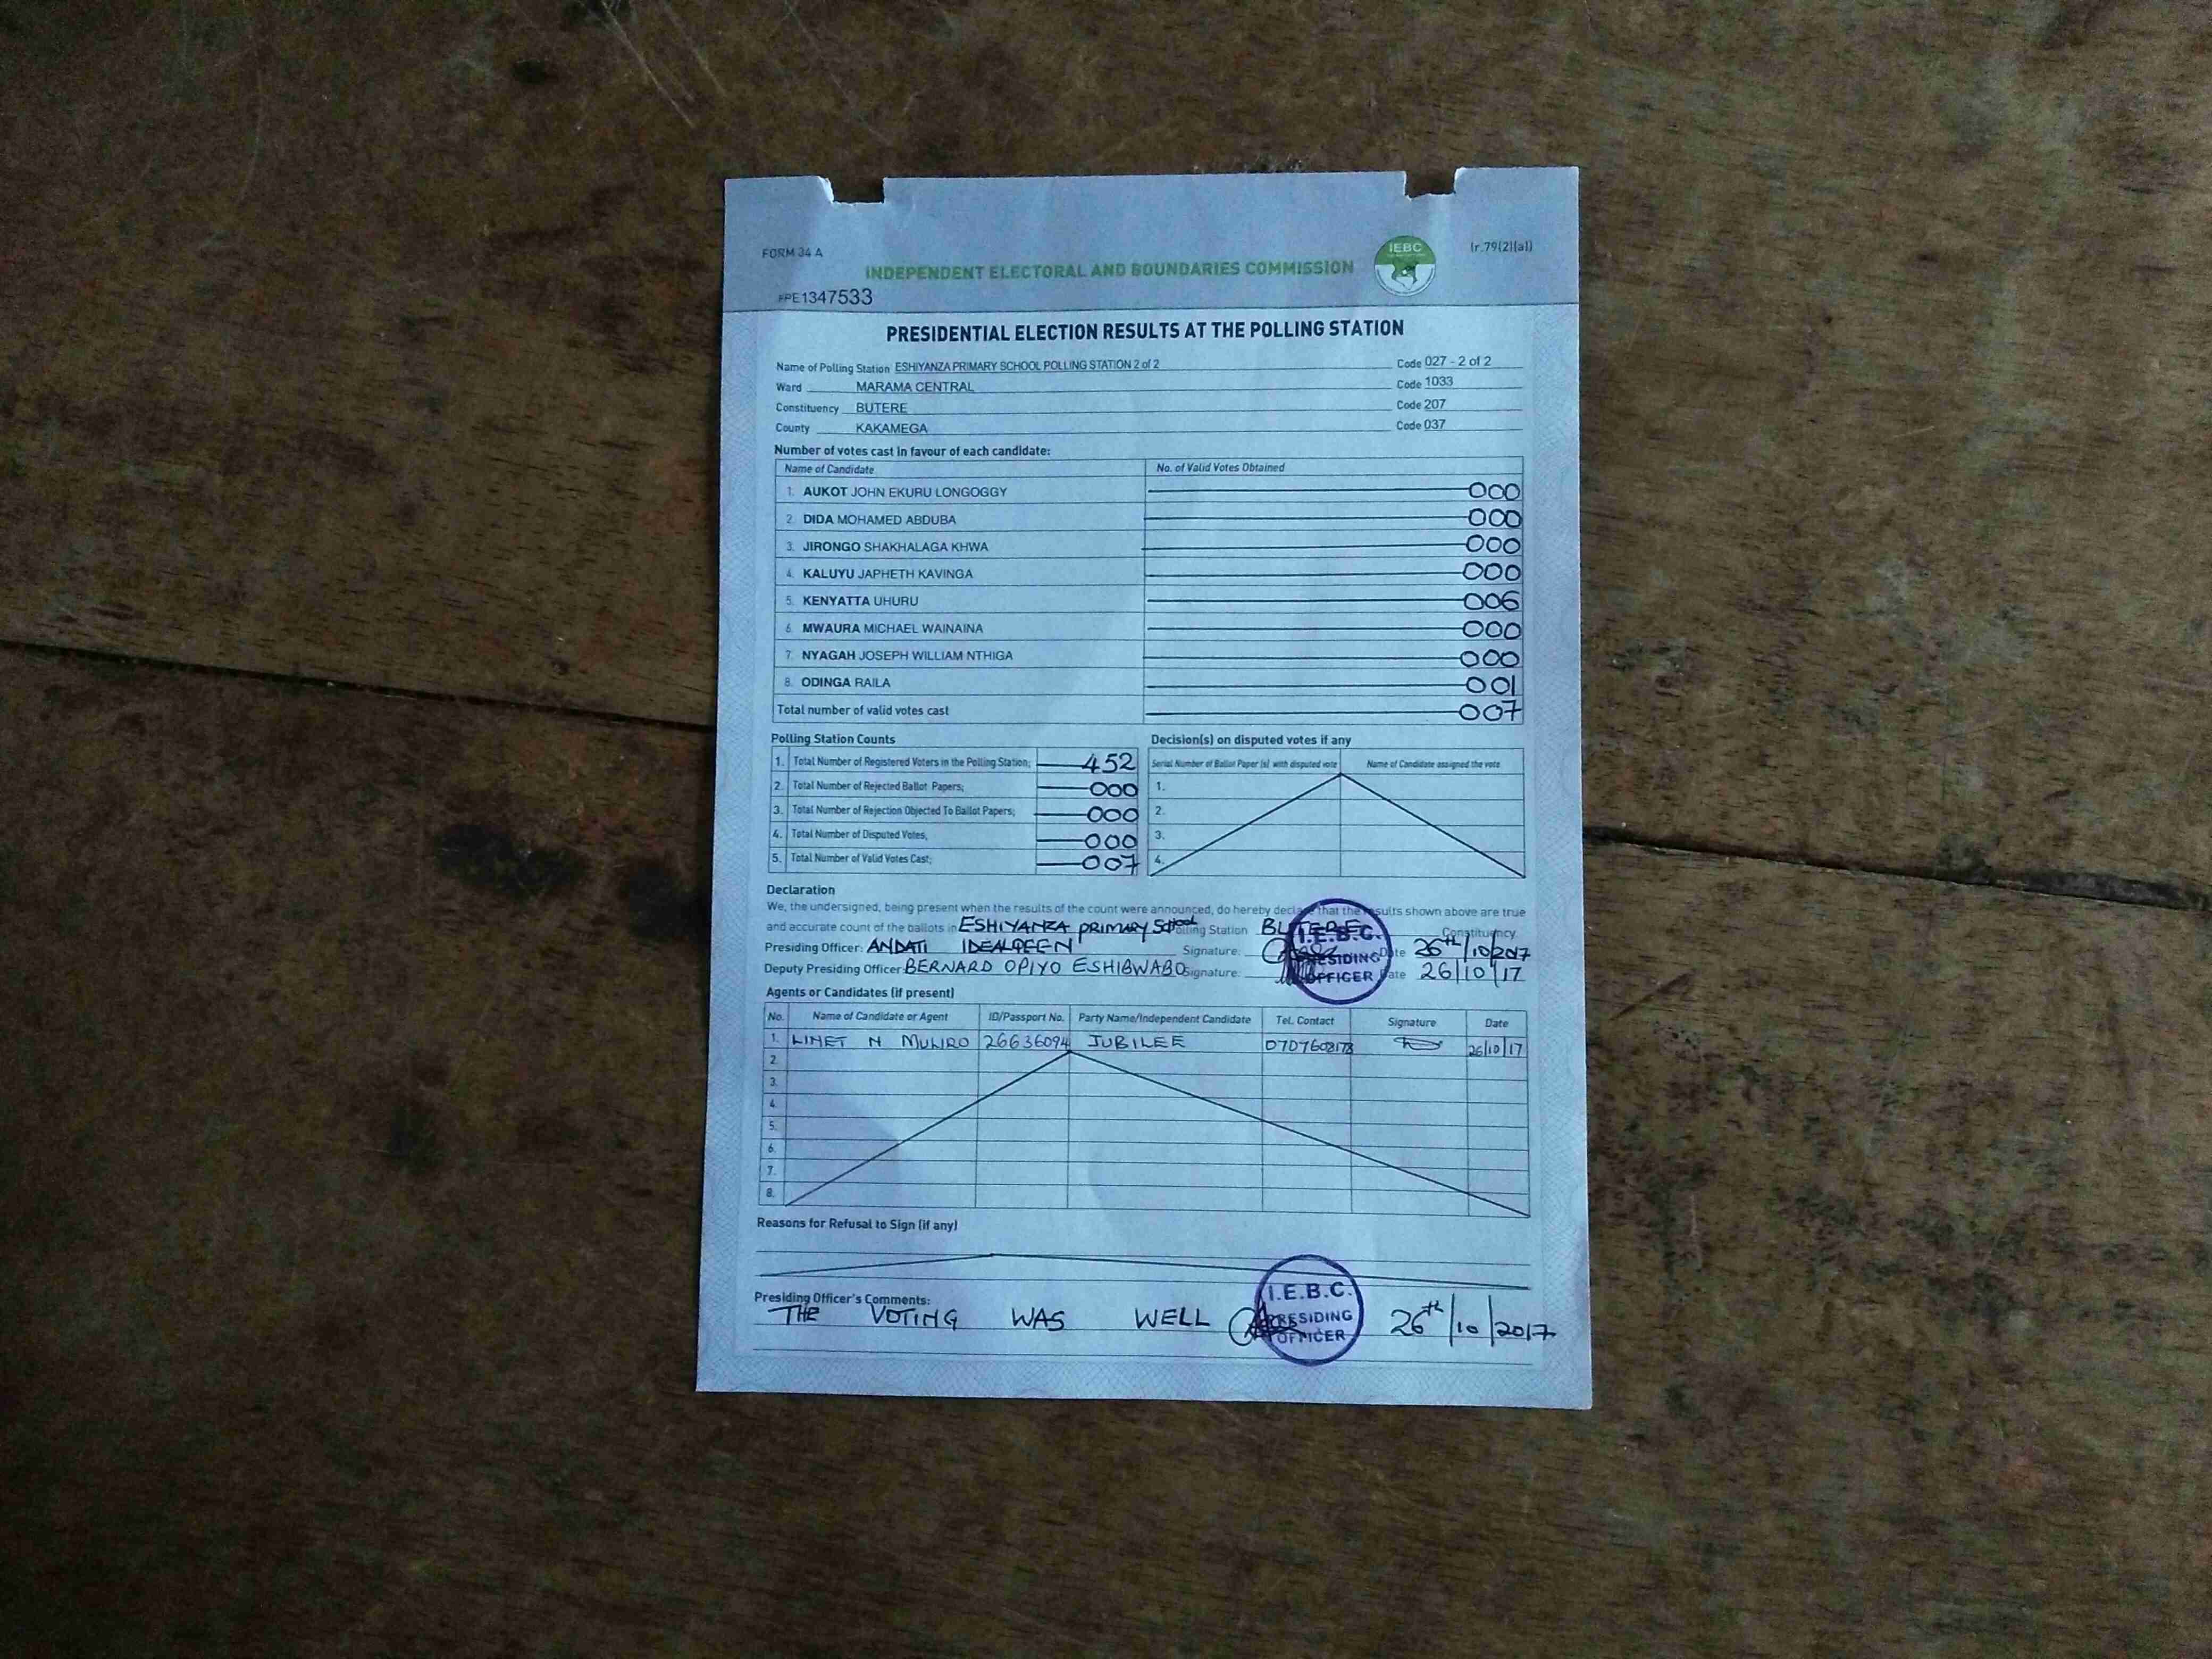 FORM 34 A
IEBC
(r.79(2)(a))
INDEPENDENT ELECTORAL AND BOUNDARIES COMMISSION
PRE1347533
PRESIDENTIAL ELECTION RESULTS AT THE POLLING STATION
Name of Polling Station ESHIYANZA PRIMARY SCHOOL POLLING STATION 2 of 2 Code 027 - 2 of 2
Ward MARAMA CENTRAL Code 1033
Constituency BUTERE Code 207
County KAKAMEGA Code 037
Number of votes cast in favour of each candidate:
Name of Candidate No. of Valid Votes Obtained
1. AUKOT JOHN EKURU LONGOGGY 000
2. DIDA MOHAMED ABDUBA 000
3. JIRONGO SHAKHALAGA KHWA 000
4. KALUYU JAPHETH KAVINGA 000
5. KENYATTA UHURU 006
6. MWAURA MICHAEL WAINAINA 000
7. NYAGAH JOSEPH WILLIAM NTHIGA 000
8. ODINGA RAILA 001
Total number of valid votes cast 007
Polling Station Counts Decision(s) on disputed votes if any
1. Total Number of Registered Voters in the Polling Station; 452 Serial Number of Ballot Paper (s) with disputed vote Name of Candidate assigned the vote
2. Total Number of Rejected Ballot Papers; 000 1.
3. Total Number of Rejection Objected To Ballot Papers; 000 2.
4. Total Number of Disputed Votes; 000 3.
5. Total Number of Valid Votes Cast; 007 4.
Declaration
We, the undersigned, being present when the results of the count were announced, do hereby declare that the results shown above are true
and accurate count of the ballots in ESHIYANZA PRIMARY School Polling Station BUTERE Constituency
Presiding Officer: ANDATI Signature: Date 26th/10/2017
Deputy Presiding Officer: BERNARD OPIYO ESHIBWABO Signature: Date 26/10/17
I.E.B.C.
PRESIDING
OFFICER
Agents or Candidates (if present)
No. Name of Candidate or Agent ID/Passport No. Party Name/Independent Candidate Tel. Contact Signature Date
1. LINET N 26636094 JUBILEE 26/10/17
2.
3.
4.
5.
6.
7.
8.
Reasons for Refusal to Sign (if any)
Presiding Officer's Comments:
THE VOTING WAS WELL 26th/10/2017
I.E.B.C.
PRESIDING
OFFICER